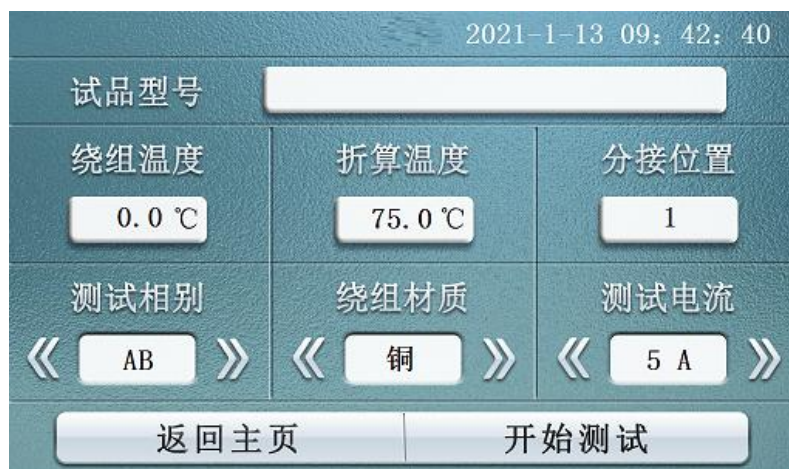 2021-1-13 09: 42: 40
试品型号
绕组温度 折算温度 分接位置
0.0 ℃ 75.0 ℃ 1
测试相别 绕组材质 测试电流
《 AB 》 《 铜 》 《 5 A 》
返回主页 开始测试